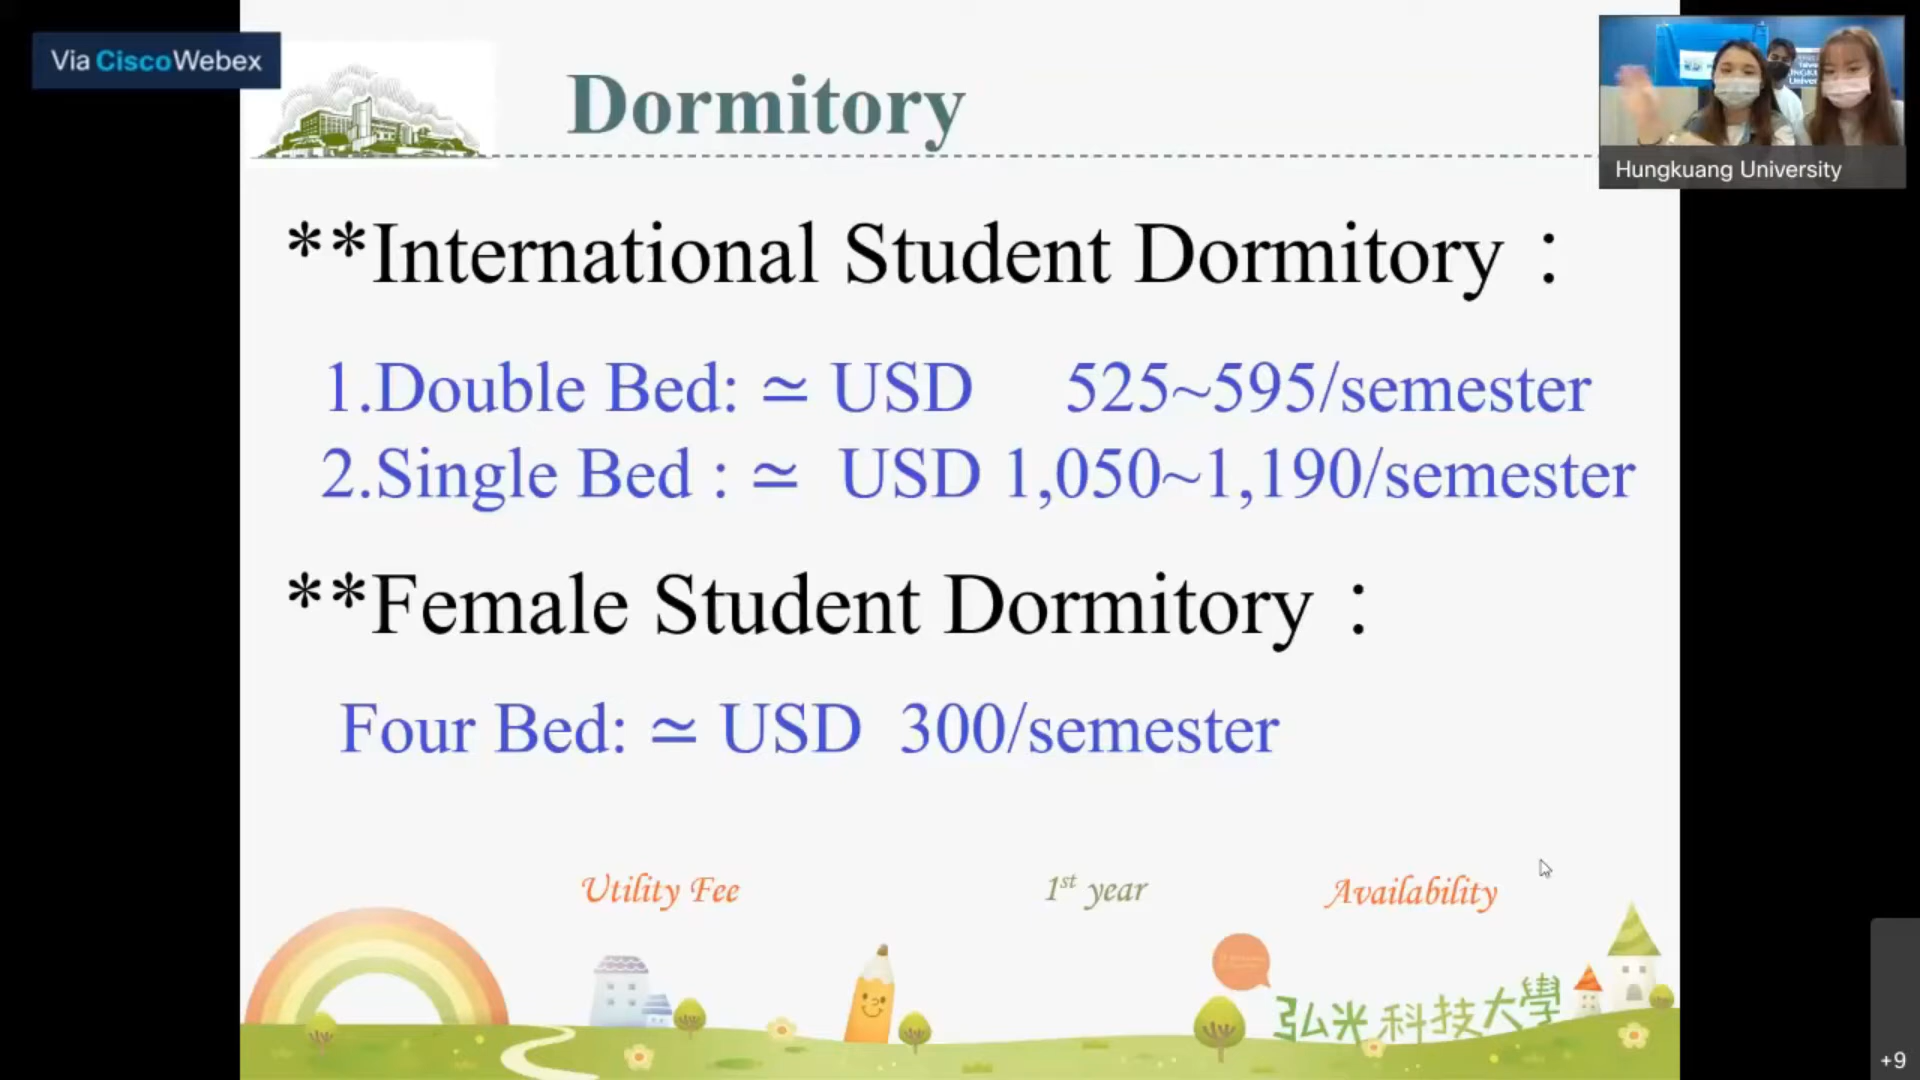 Via CiscoWebex
Dormitory
Hungkuang University
**International Student Dormitory：
1.Double Bed: ≃ USD 525~595/semester
2.Single Bed : ≃ USD 1,050~1,190/semester
**Female Student Dormitory：
Four Bed: ≃ USD 300/semester
Utility Fee
1st year
Availability
弘光科技大學
+9